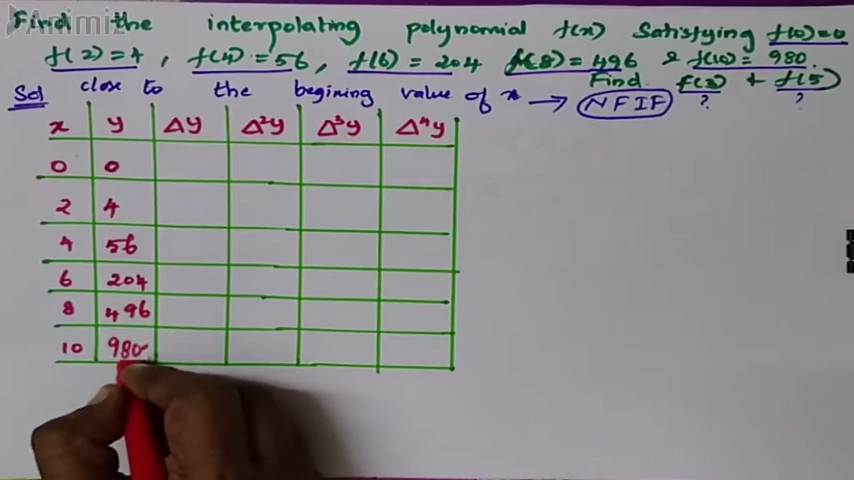 Animiz
Find the interpolating polynomial f(x) Satisfying f(0)=0
f(2)=4, f(4)=56, f(6)=204 f(8)=496 & f(10)=980.
Find f(3) + f(5)
? ?
Sol close to the begining value of x → NFIF
x y Δy Δ²y Δ³y Δ⁴y
0 0
2 4
4 56
6 204
8 496
10 980